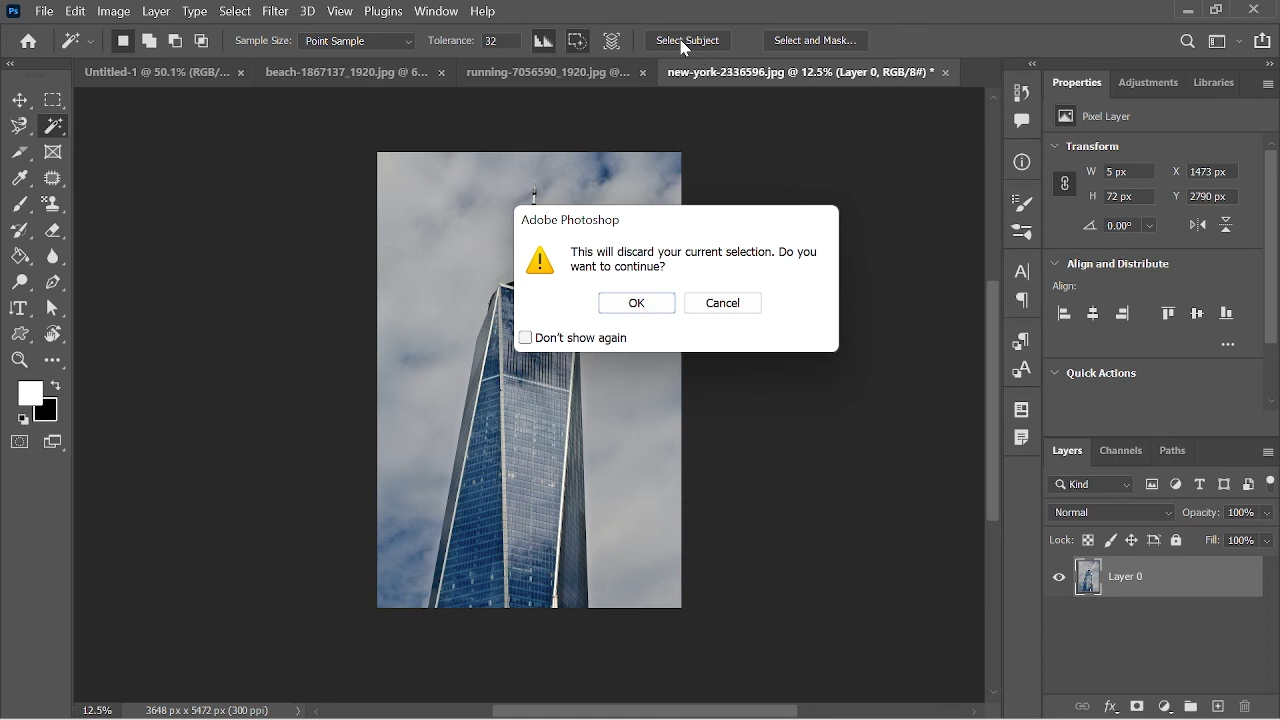 Ps File Edit Image Layer Type Select Filter 3D View Plugins Window Help
Sample Size: Point Sample Tolerance: 32 Select Subject Select and Mask...
Untitled-1 @ 50.1% (RGB/... × beach-1867137_1920.jpg @ 6... × running-7056590_1920.jpg @... × new-york-2336596.jpg @ 12.5% (Layer 0, RGB/8#) * ×
Properties Adjustments Libraries
Pixel Layer
Transform
W 5 px X 1473 px
H 72 px Y 2790 px
0.00°
Align and Distribute
Align:
Quick Actions
Adobe Photoshop
This will discard your current selection. Do you
want to continue?
OK Cancel
Don't show again
Layers Channels Paths
Kind
Normal Opacity: 100%
Lock: Fill: 100%
Layer 0
12.5% 3648 px x 5472 px (300 ppi)